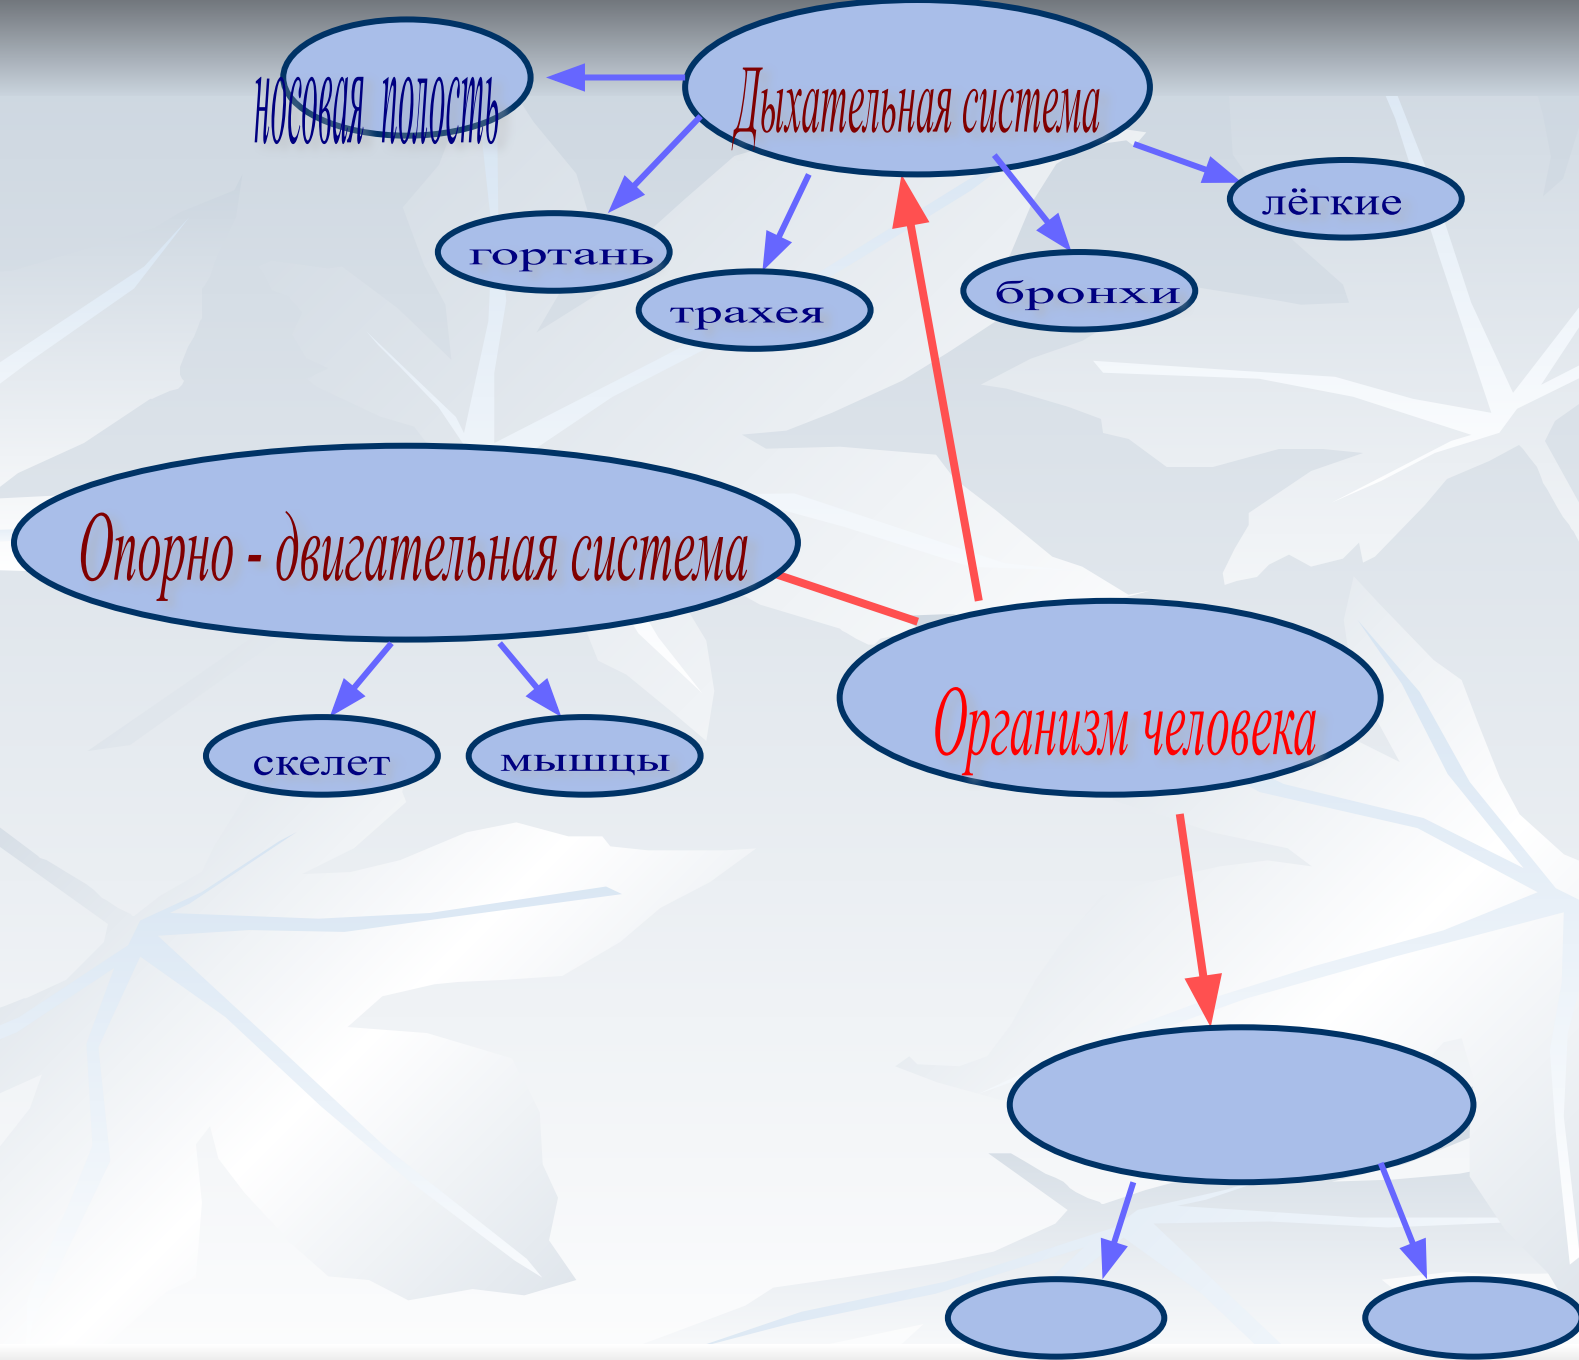 носовая полость
Дыхательная система
лёгкие
гортань
трахея
бронхи
Опорно - двигательная система
скелет
мышцы
Организм человека